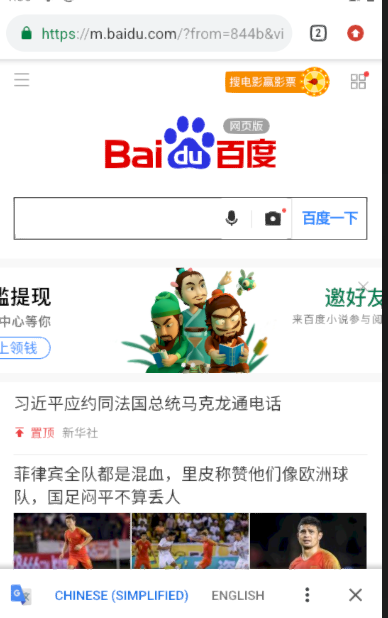 https://m.baidu.com/?from=844b&vi
2
搜电影赢影票
网页版
Bai du 百度
百度一下
提现
邀好友
中心等你
来百度小说参与阅
上领钱
习近平应约同法国总统马克龙通电话
置顶 新华社
菲律宾全队都是混血，里皮称赞他们像欧洲球
队，国足闷平不算丢人
CHINESE (SIMPLIFIED) ENGLISH